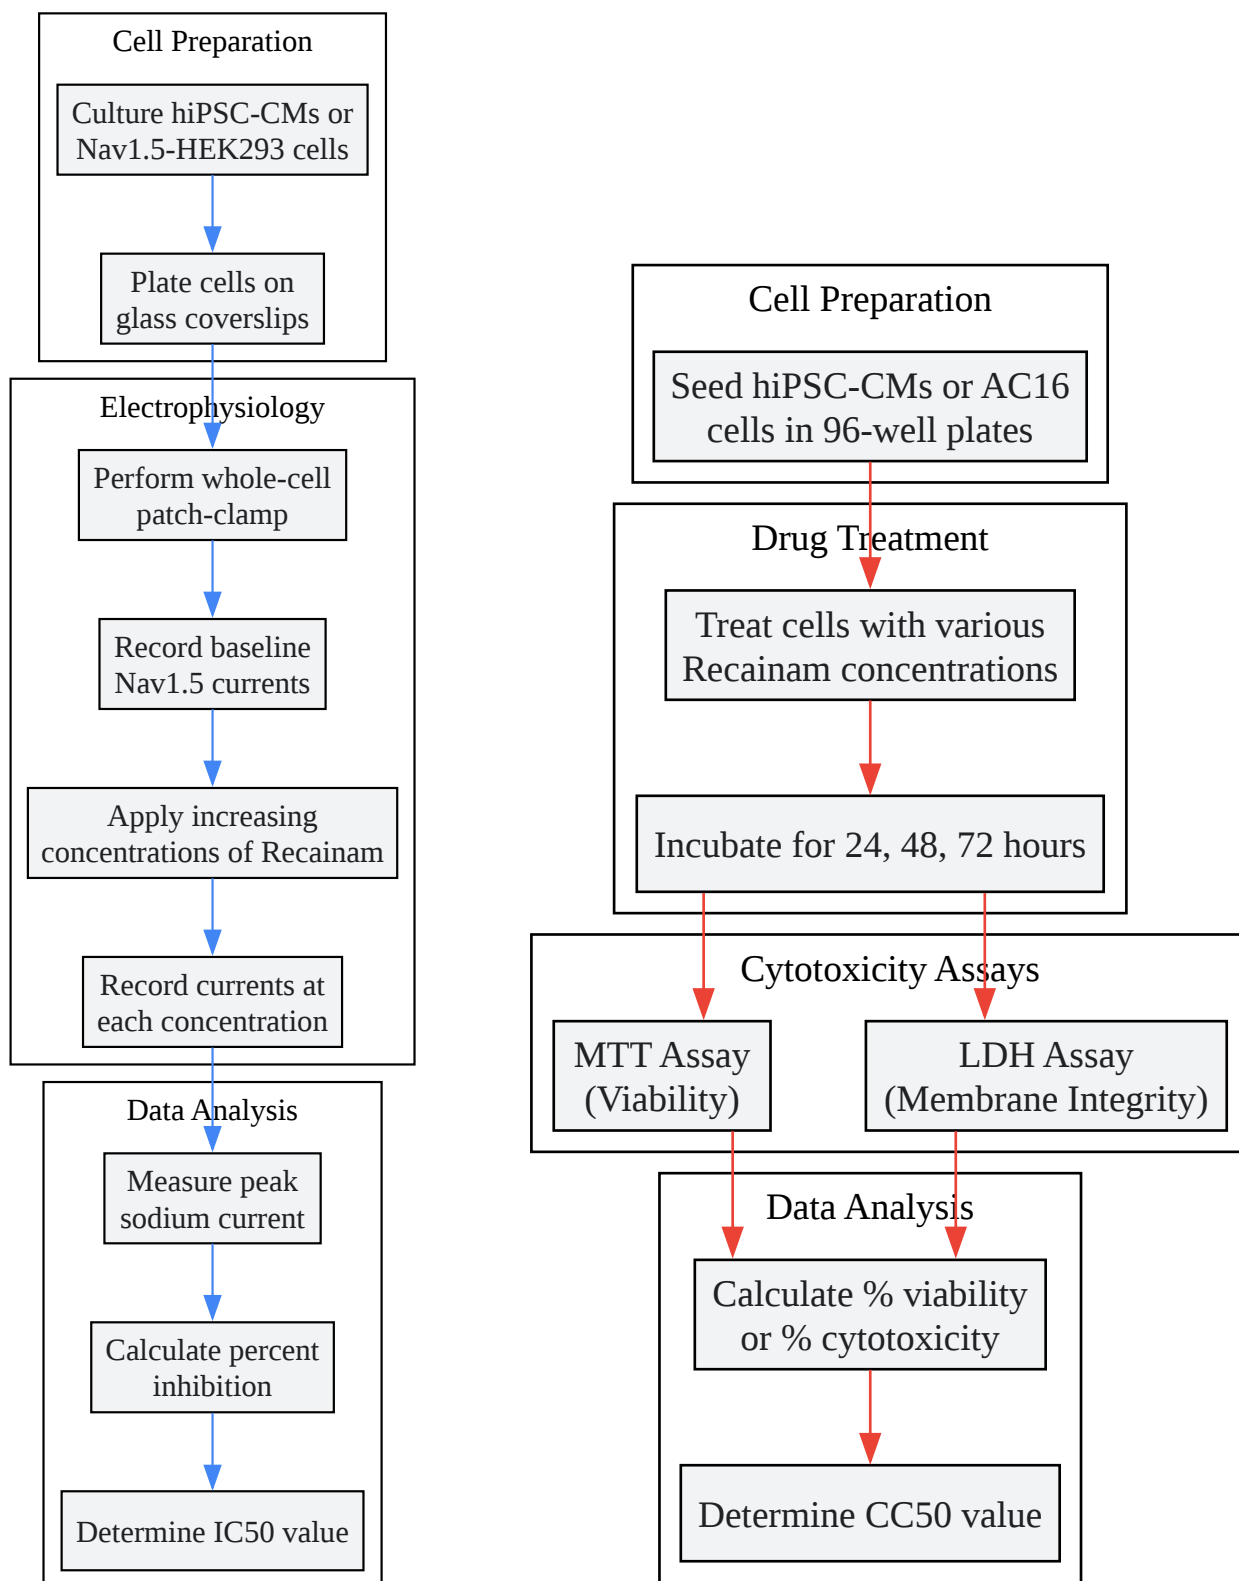 Cell Preparation
Culture hiPSC-CMs or
Nav1.5-HEK293 cells
Plate cells on
glass coverslips
Electrophysiology
Perform whole-cell
patch-clamp
Record baseline
Nav1.5 currents
Apply increasing
concentrations of Recainam
Record currents at
each concentration
Data Analysis
Measure peak
sodium current
Calculate percent
inhibition
Determine IC50 value
Cell Preparation
Seed hiPSC-CMs or AC16
cells in 96-well plates
Drug Treatment
Treat cells with various
Recainam concentrations
Incubate for 24, 48, 72 hours
Cytotoxicity Assays
MTT Assay
(Viability)
LDH Assay
(Membrane Integrity)
Data Analysis
Calculate % viability
or % cytotoxicity
Determine CC50 value